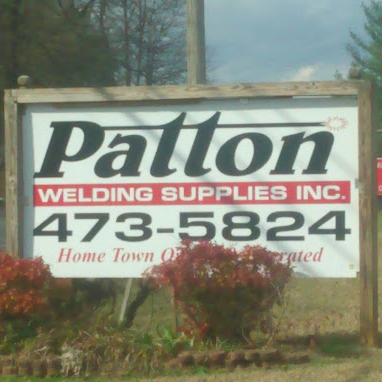 Patton
WELDING SUPPLIES INC.
473-5824
Home Town